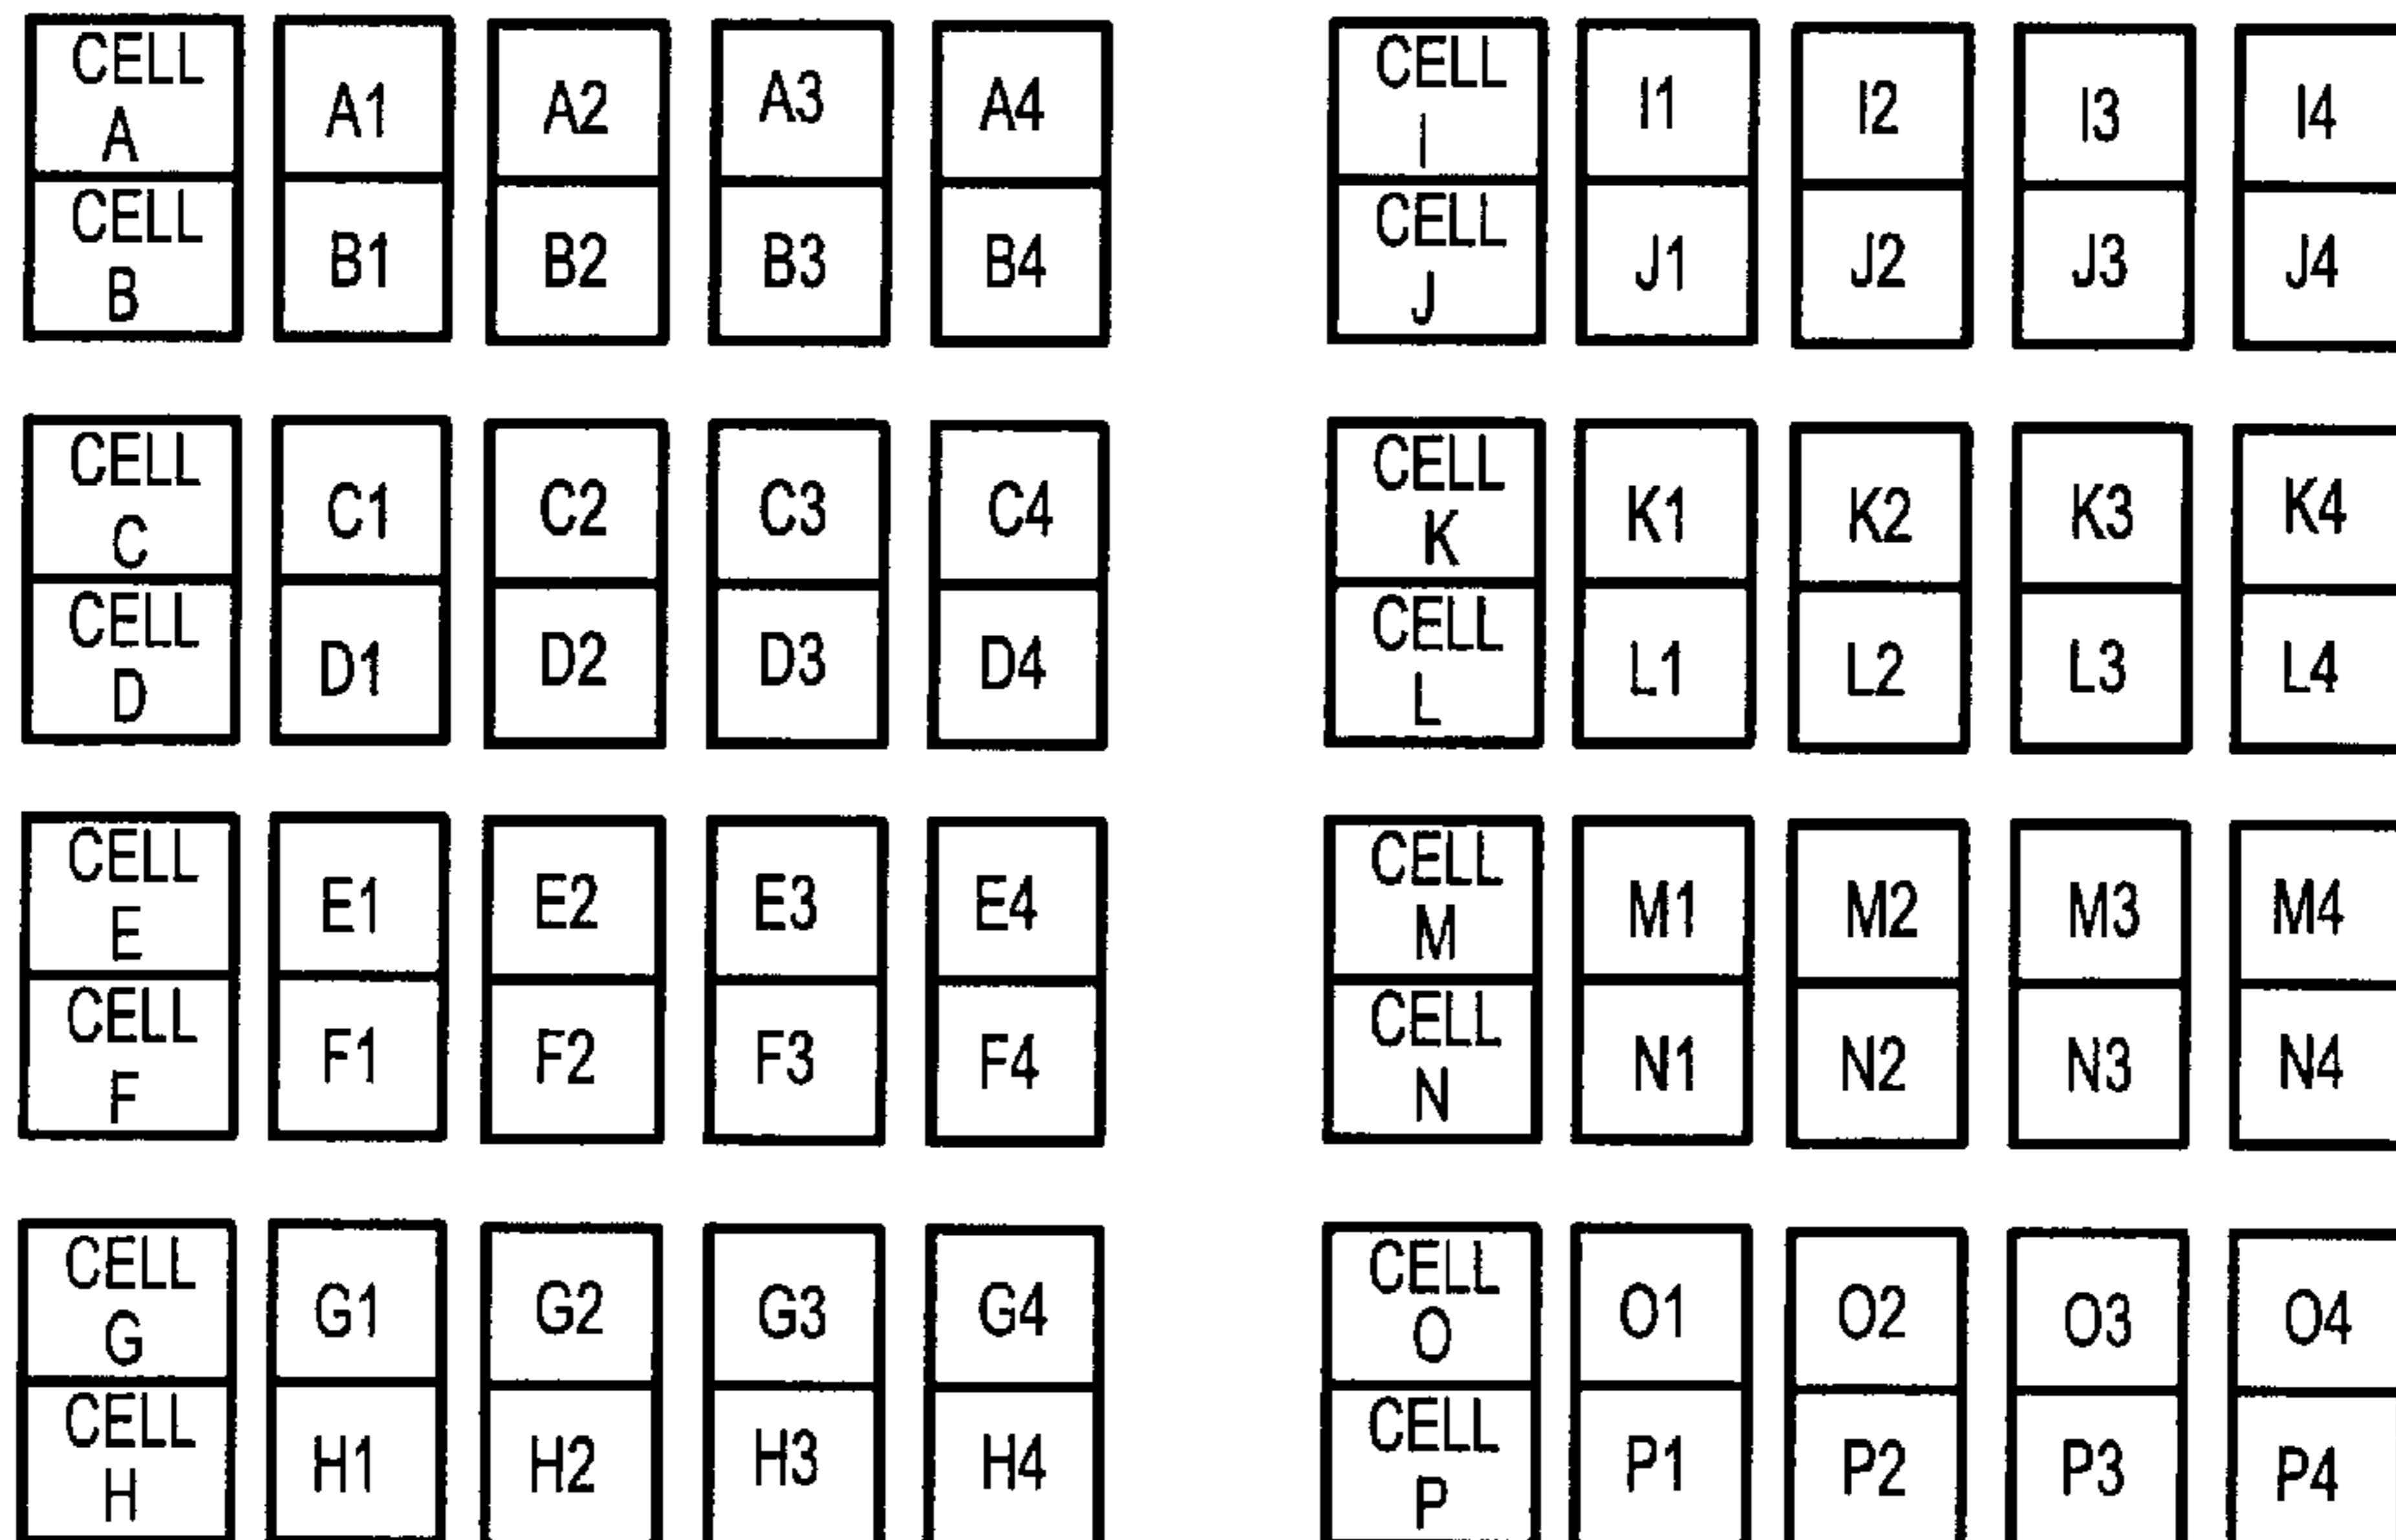 CELL A A1 A2 A3 A4
CELL B B1 B2 B3 B4
CELL C C1 C2 C3 C4
CELL D D1 D2 D3 D4
CELL E E1 E2 E3 E4
CELL F F1 F2 F3 F4
CELL G G1 G2 G3 G4
CELL H H1 H2 H3 H4
CELL I I1 I2 I3 I4
CELL J J1 J2 J3 J4
CELL K K1 K2 K3 K4
CELL L L1 L2 L3 L4
CELL M M1 M2 M3 M4
CELL N N1 N2 N3 N4
CELL O O1 O2 O3 O4
CELL P P1 P2 P3 P4